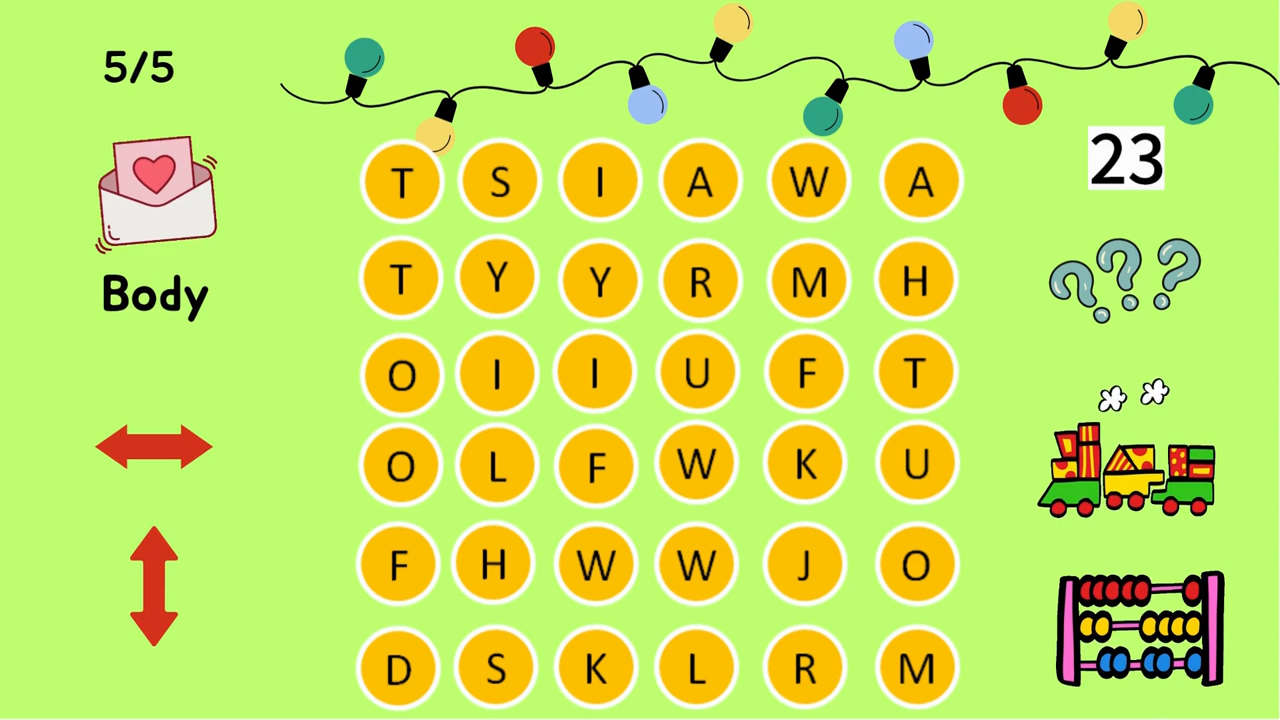 5/5
23
Body
T S I A W A
T Y Y R M H
O I I U F T
O L F W K U
F H W W J O
D S K L R M